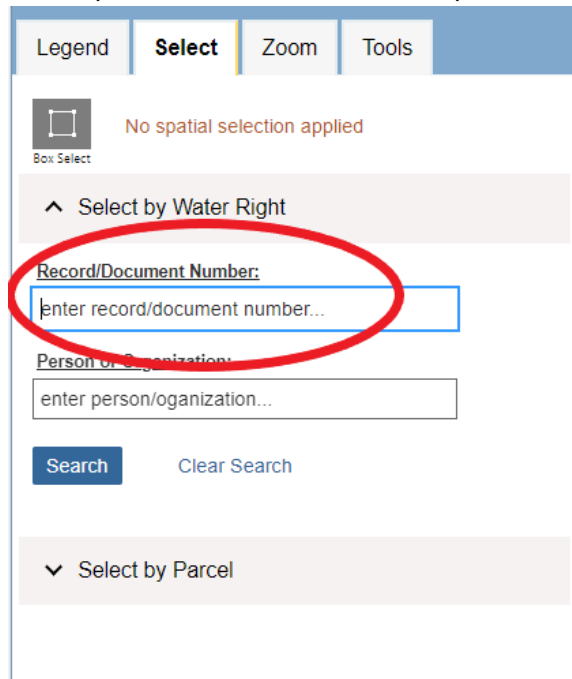 Legend Select Zoom Tools
No spatial selection applied
Box Select
Select by Water Right
Record/Document Number:
enter record/document number...
Person or Organization:
enter person/oganization...
Search Clear Search
Select by Parcel